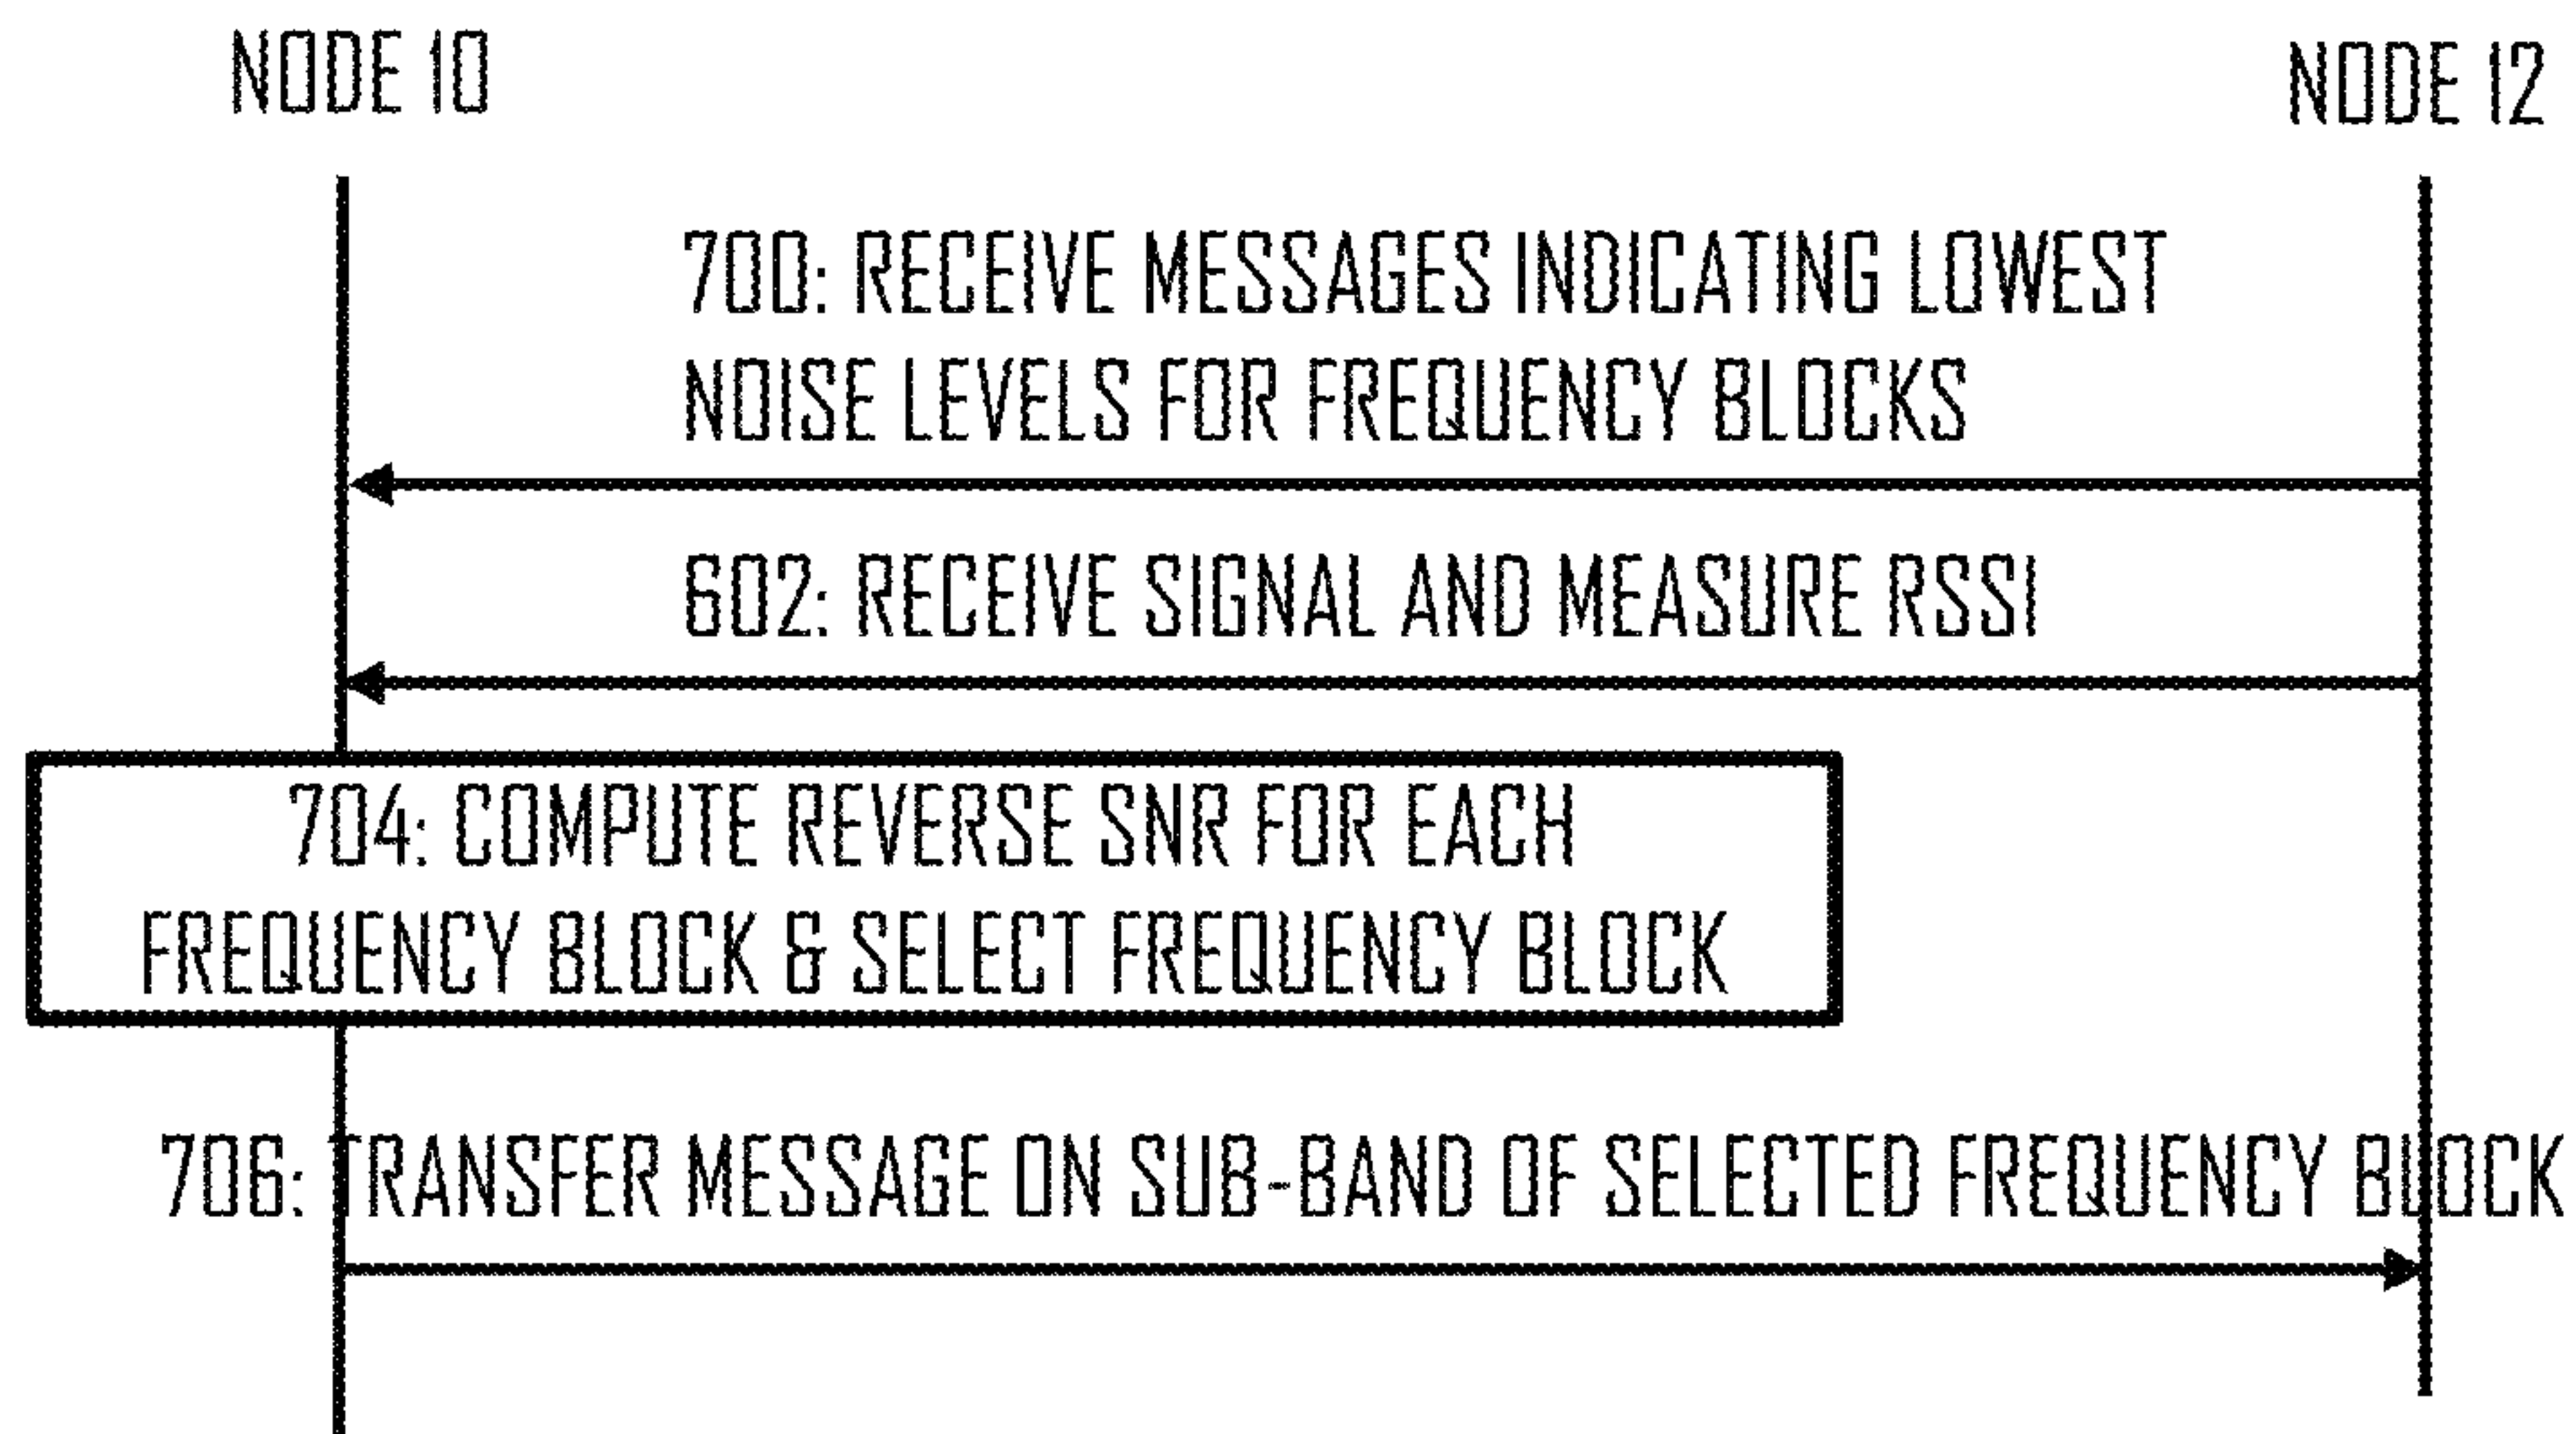 NODE 10
NODE 12
700: RECEIVE MESSAGES INDICATING LOWEST
NOISE LEVELS FOR FREQUENCY BLOCKS
602: RECEIVE SIGNAL AND MEASURE RSSI
704: COMPUTE REVERSE SNR FOR EACH
FREQUENCY BLOCK & SELECT FREQUENCY BLOCK
706: TRANSFER MESSAGE ON SUB-BAND OF SELECTED FREQUENCY BLOCK